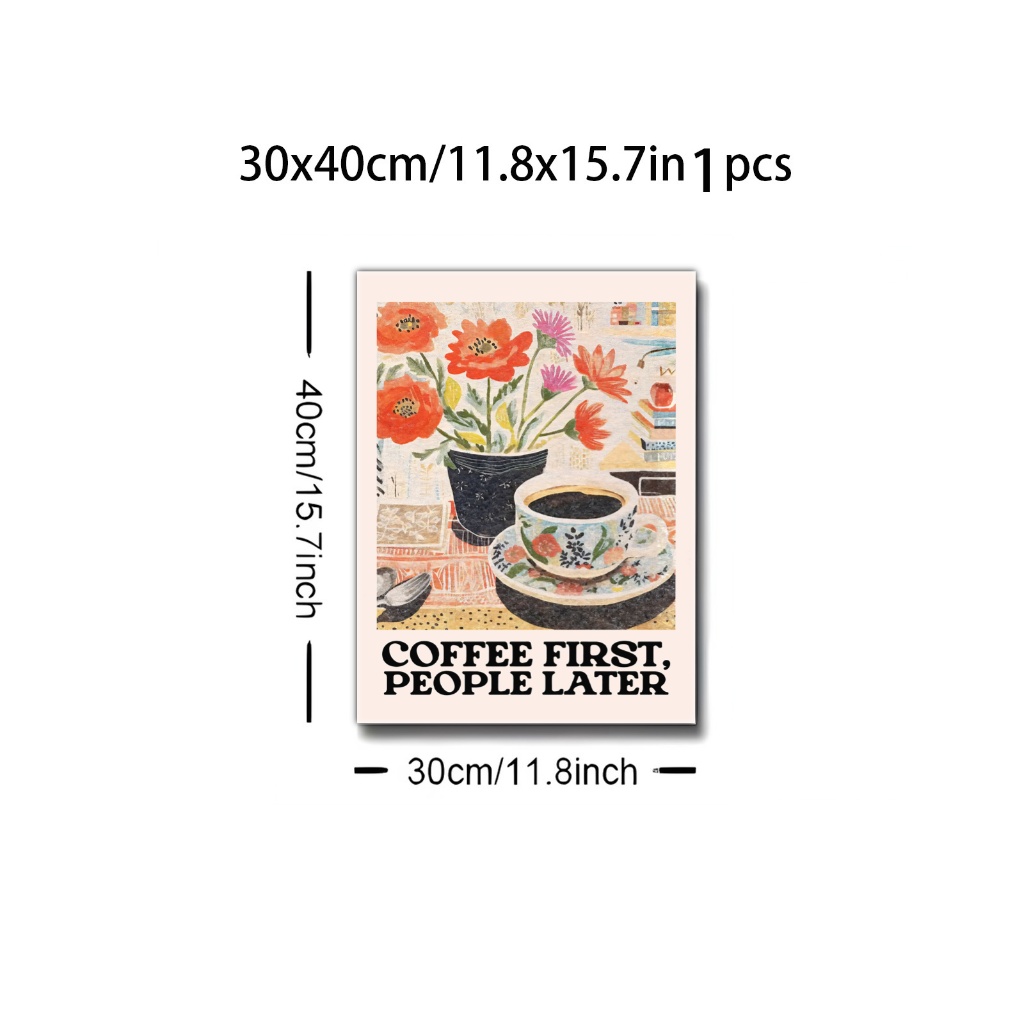 30x40cm/11.8x15.7in 1 pcs
40cm/15.7inch
COFFEE FIRST,
PEOPLE LATER
30cm/11.8inch